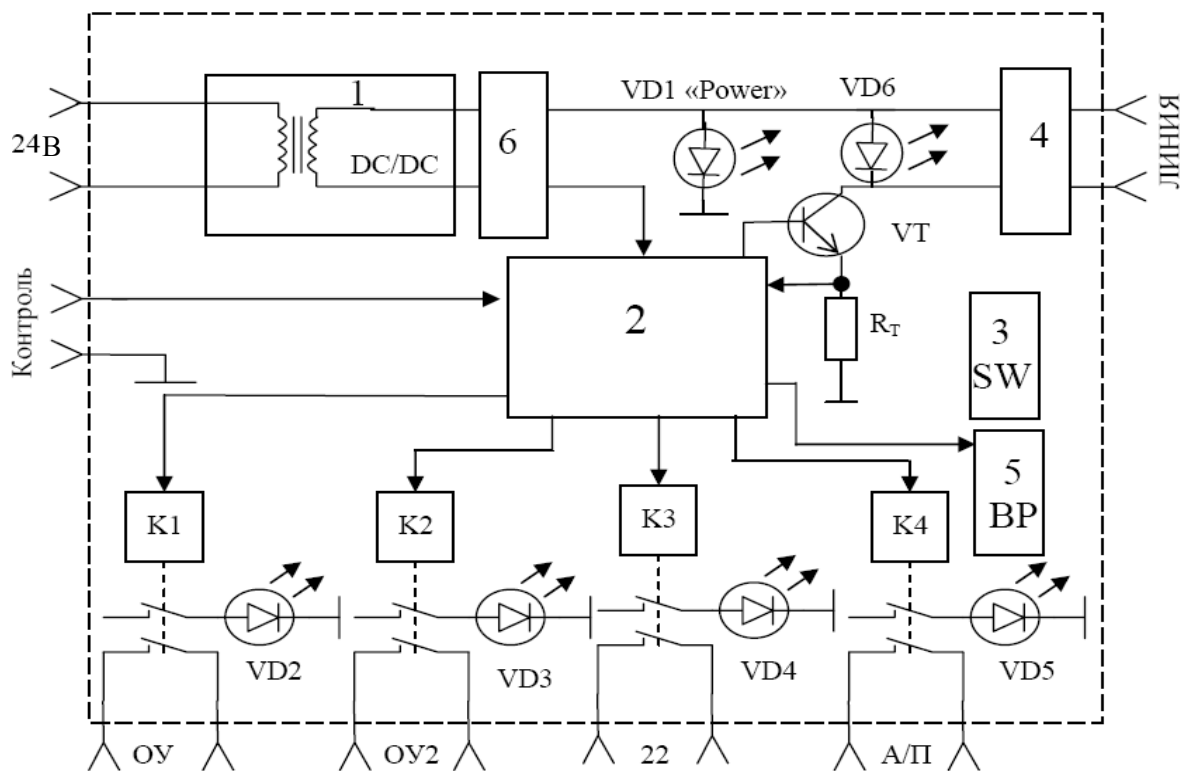 1
VD1 «Power»
VD6
24В
DC/DC
6
4
ЛИНИЯ
VT
Контроль
2
RТ
3
SW
5
BP
K1
K2
K3
K4
VD2
VD3
VD4
VD5
ОУ
ОУ2
22
А/П